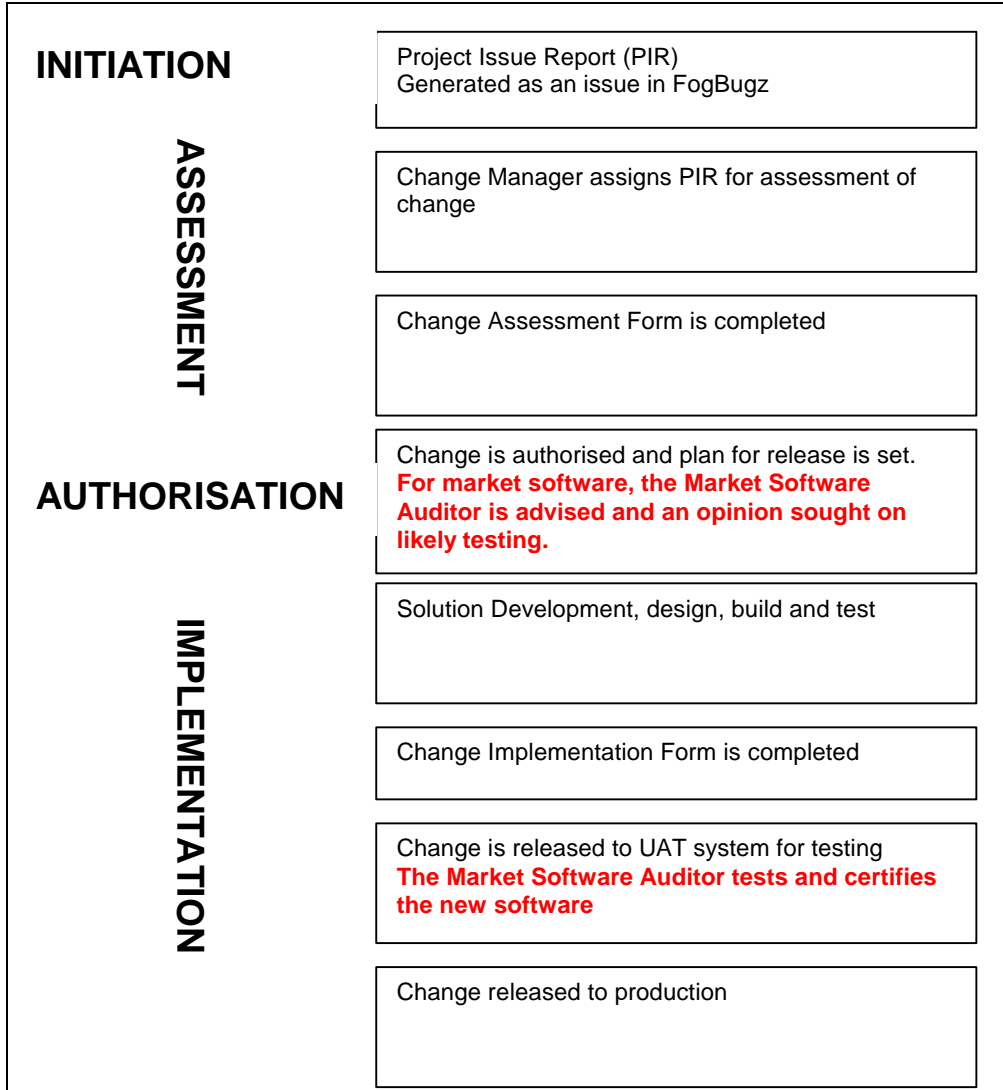 INITIATION
Project Issue Report (PIR)
Generated as an issue in FogBugz
ASSESSMENT
Change Manager assigns PIR for assessment of
change
Change Assessment Form is completed
AUTHORISATION
Change is authorised and plan for release is set.
For market software, the Market Software
Auditor is advised and an opinion sought on
likely testing.
IMPLEMENTATION
Solution Development, design, build and test
Change Implementation Form is completed
Change is released to UAT system for testing
The Market Software Auditor tests and certifies
the new software
Change released to production